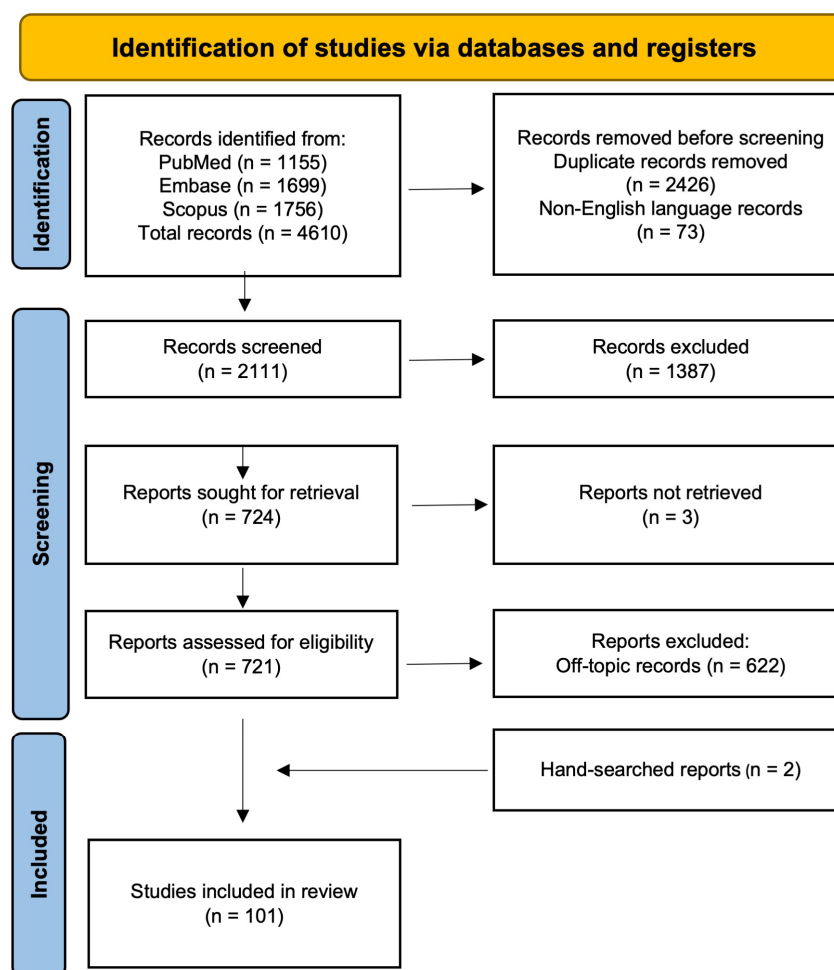 Identification of studies via databases and registers
Identification
Records identified from:
PubMed (n = 1155)
Embase (n = 1699)
Scopus (n = 1756)
Total records (n = 4610)
Records removed before screening
Duplicate records removed
(n = 2426)
Non-English language records
(n = 73)
Screening
Records screened
(n = 2111)
Records excluded
(n = 1387)
Reports sought for retrieval
(n = 724)
Reports not retrieved
(n = 3)
Reports assessed for eligibility
(n = 721)
Reports excluded:
Off-topic records (n = 622)
Included
Hand-searched reports (n = 2)
Studies included in review
(n = 101)